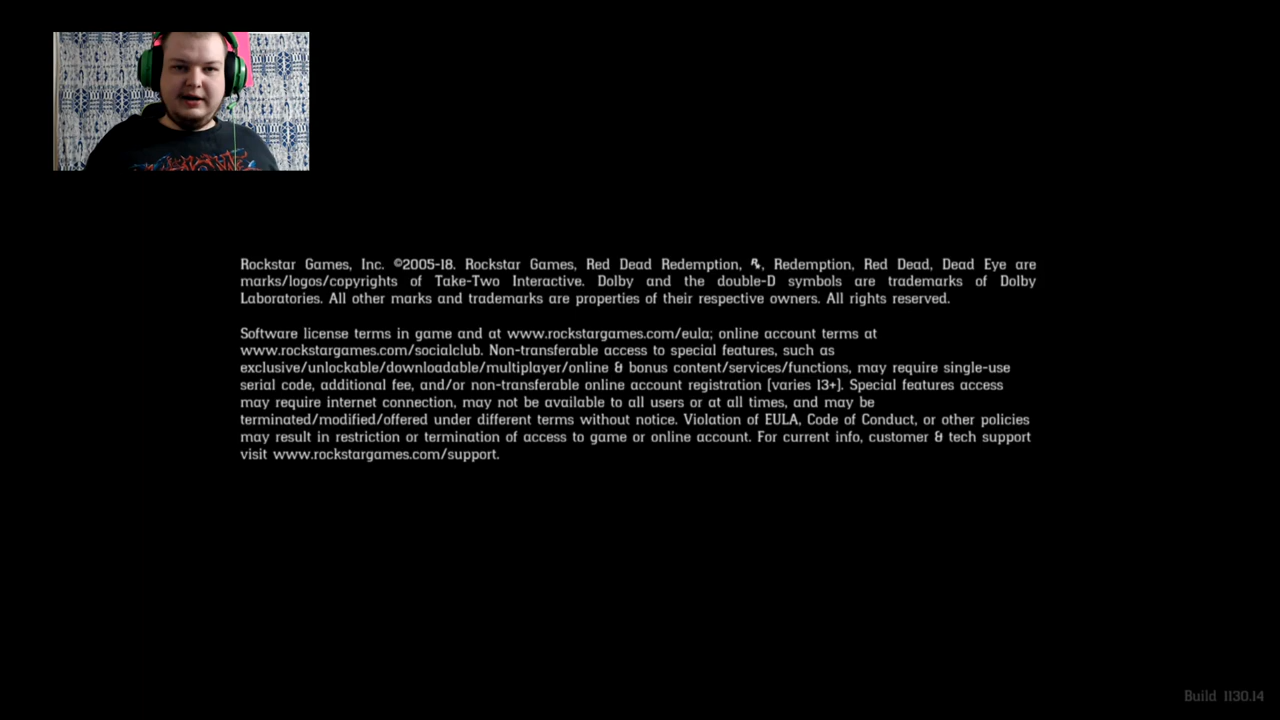 Rockstar Games, Inc. ©2005-18. Rockstar Games, Red Dead Redemption, R*, Redemption, Red Dead, Dead Eye are
marks/logos/copyrights of Take-Two Interactive. Dolby and the double-D symbols are trademarks of Dolby
Laboratories. All other marks and trademarks are properties of their respective owners. All rights reserved.
Software license terms in game and at www.rockstargames.com/eula; online account terms at
www.rockstargames.com/socialclub. Non-transferable access to special features, such as
exclusive/unlockable/downloadable/multiplayer/online & bonus content/services/functions, may require single-use
serial code, additional fee, and/or non-transferable online account registration (varies 13+). Special features access
may require internet connection, may not be available to all users or at all times, and may be
terminated/modified/offered under different terms without notice. Violation of EULA, Code of Conduct, or other policies
may result in restriction or termination of access to game or online account. For current info, customer & tech support
visit www.rockstargames.com/support.
Build 1130.14